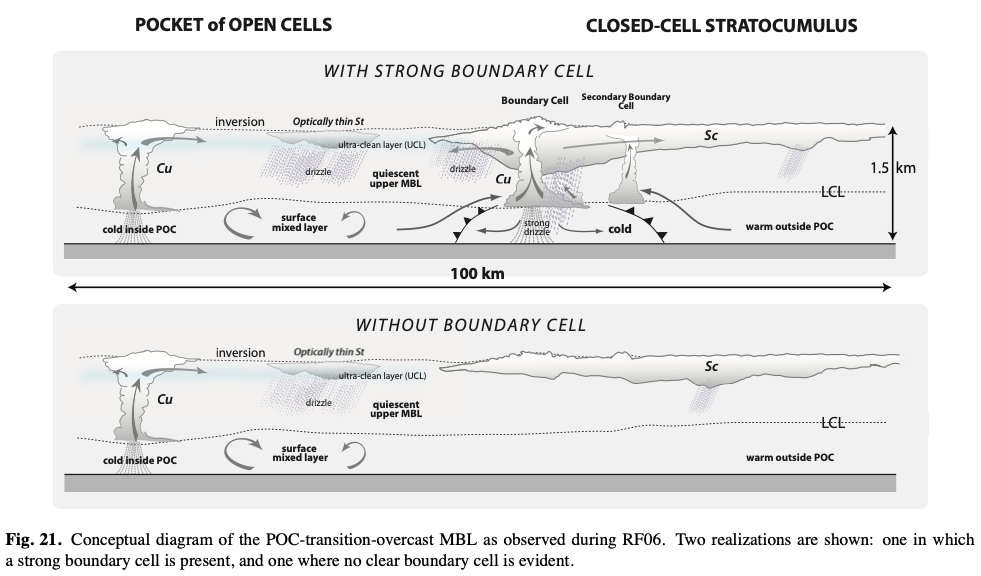 POCKET of OPEN CELLS
CLOSED-CELL STRATOCUMULUS
WITH STRONG BOUNDARY CELL
Boundary Cell
Secondary Boundary
Cell
inversion
Optically thin St
ultra-clean layer (UCL)
Sc
Cu
drizzle
quiescent
upper MBL
drizzle
Cu
1.5 km
LCL
cold inside POC
surface
mixed layer
strong
drizzle
cold
warm outside POC
100 km
WITHOUT BOUNDARY CELL
inversion
Optically thin St
ultra-clean layer (UCL)
Sc
Cu
drizzle
quiescent
upper MBL
LCL
cold inside POC
surface
mixed layer
warm outside POC
Fig. 21. Conceptual diagram of the POC-transition-overcast MBL as observed during RF06. Two realizations are shown: one in which
a strong boundary cell is present, and one where no clear boundary cell is evident.